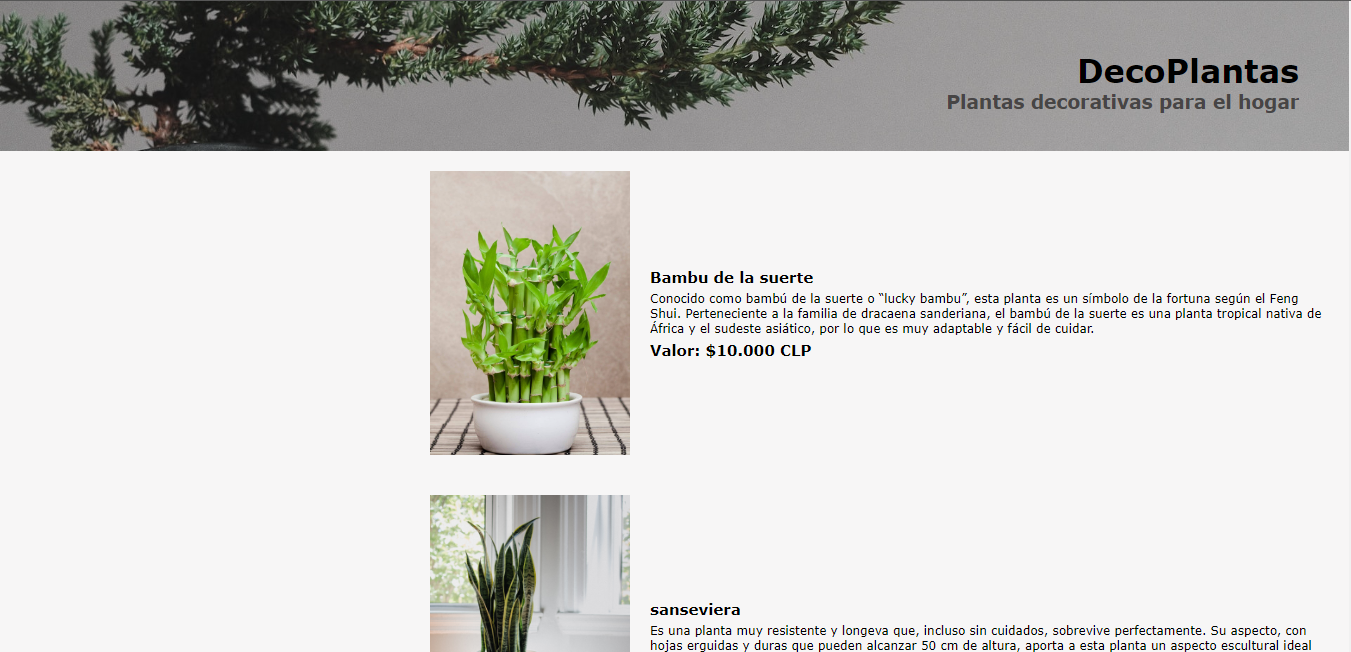 DecoPlantas
Plantas decorativas para el hogar
Bambu de la suerte
Conocido como bambú de la suerte o “lucky bambu”, esta planta es un símbolo de la fortuna según el Feng
Shui. Perteneciente a la familia de dracaena sanderiana, el bambú de la suerte es una planta tropical nativa de
África y el sudeste asiático, por lo que es muy adaptable y fácil de cuidar.
Valor: $10.000 CLP
sanseviera
Es una planta muy resistente y longeva que, incluso sin cuidados, sobrevive perfectamente. Su aspecto, con
hojas erguidas y duras que pueden alcanzar 50 cm de altura, aporta a esta planta un aspecto escultural ideal